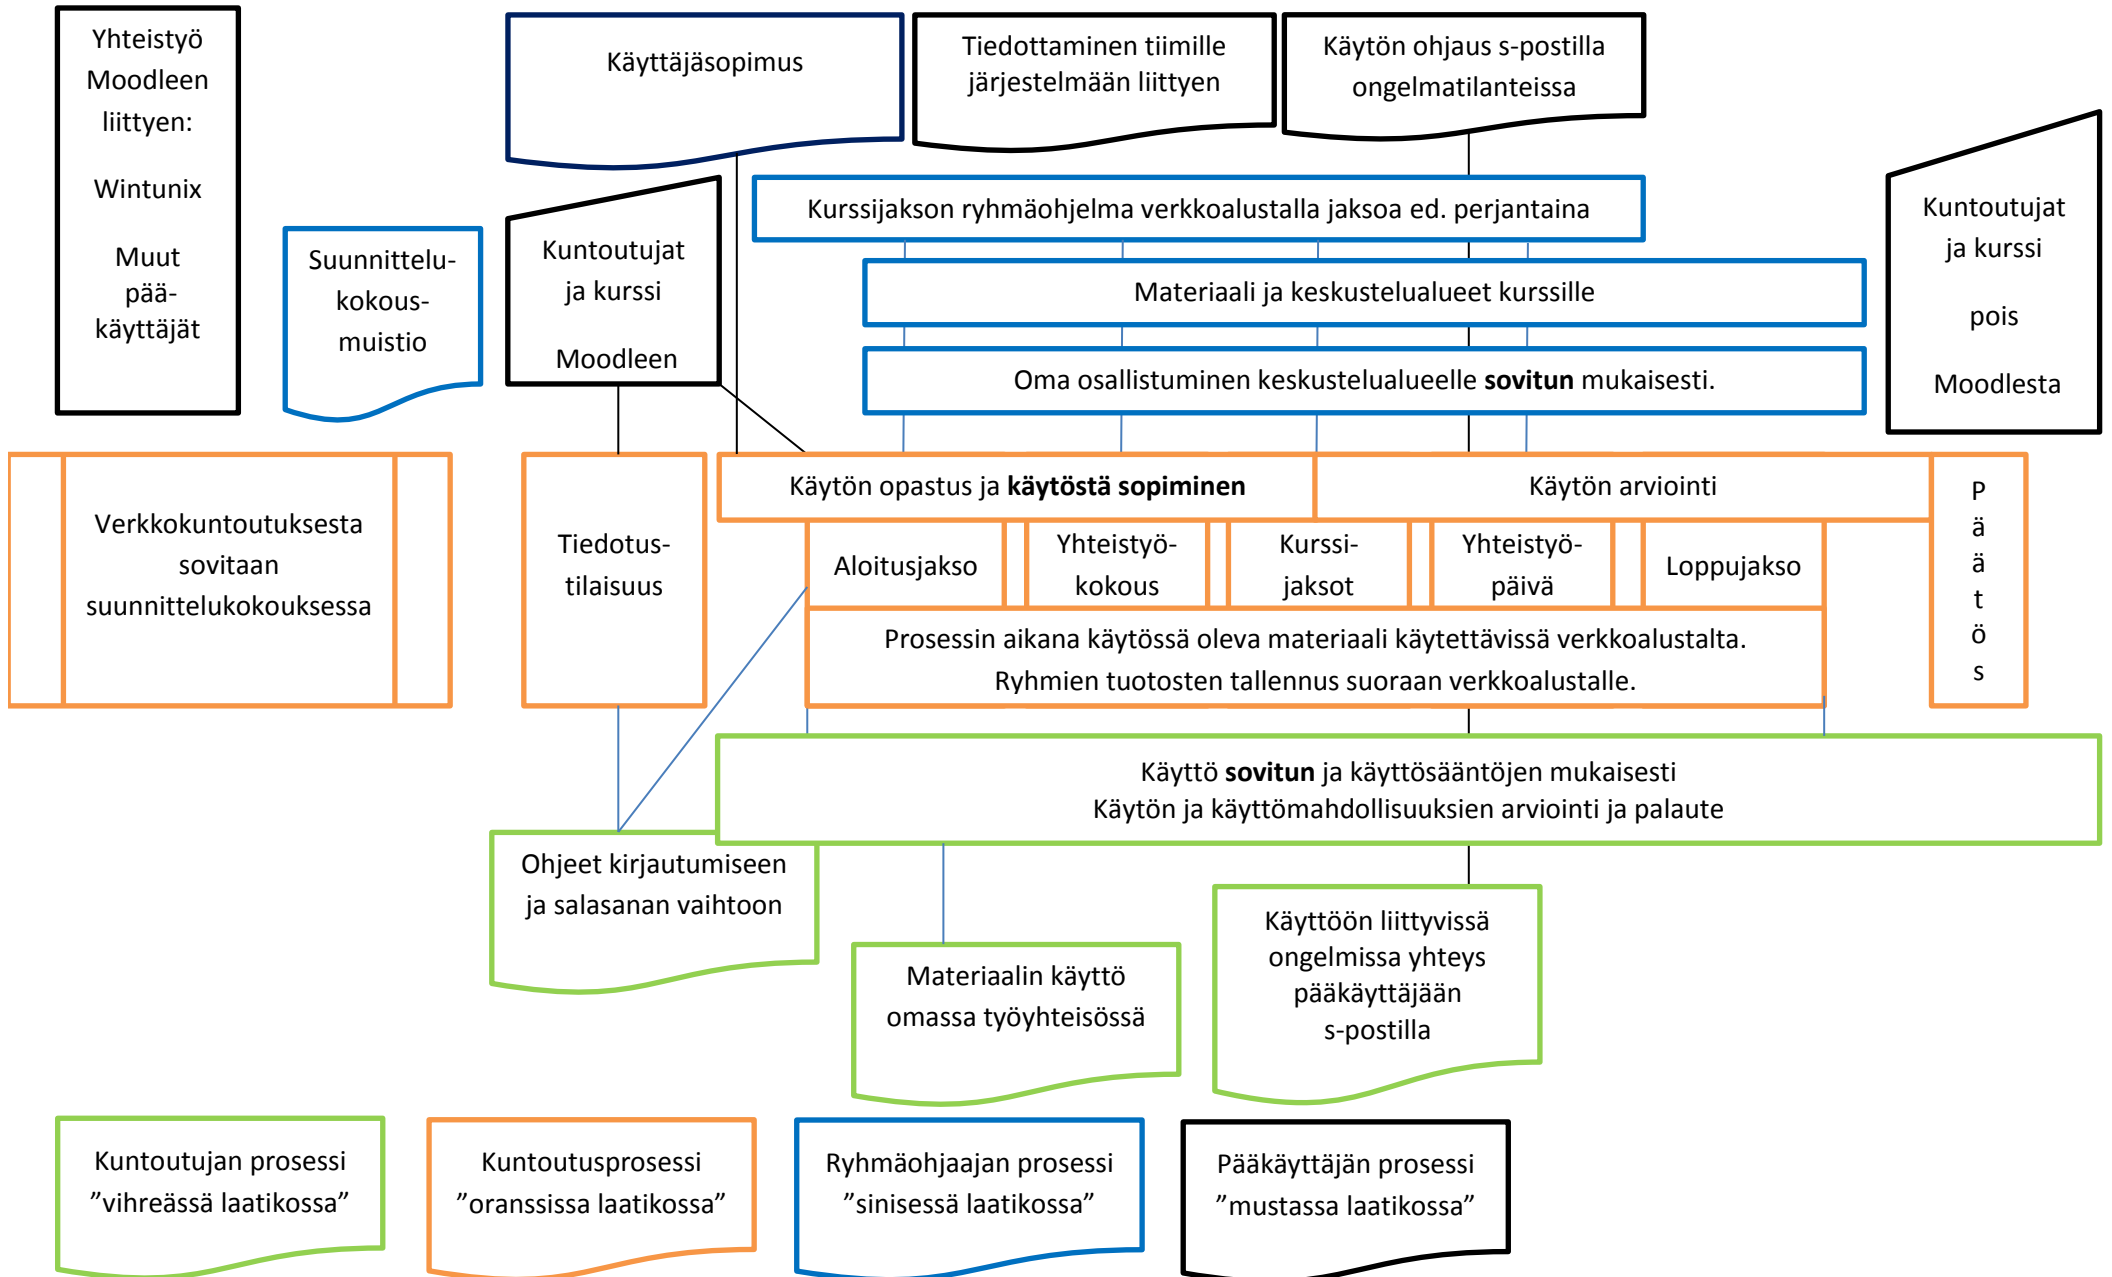 Yhteistyö
Moodleen
liittyen:
Wintunix
Muut
pää-
käyttäjät
Suunnittelu-
kokous-
muistio
Käyttäjäsopimus
Tiedottaminen tiimille
järjestelmään liittyen
Käytön ohjaus s-postilla
ongelmatilanteissa
Kuntoutujat
ja kurssi
Moodleen
Kurssijakson ryhmäohjelma verkkoalustalla jaksoa ed. perjantaina
Materiaali ja keskustelualueet kurssille
Oma osallistuminen keskustelualueelle sovitun mukaisesti.
Kuntoutujat
ja kurssi
pois
Moodlesta
Verkkokuntoutuksesta
sovitaan
suunnittelukokouksessa
Tiedotus-
tilaisuus
Käytön opastus ja käytöstä sopiminen
Käytön arviointi
Aloitusjakso
Yhteistyö-
kokous
Kurssi-
jaksot
Yhteistyö-
päivä
Loppujakso
P
ä
ä
t
ö
s
Prosessin aikana käytössä oleva materiaali käytettävissä verkkoalustalta.
Ryhmien tuotosten tallennus suoraan verkkoalustalle.
Käyttö sovitun ja käyttösääntöjen mukaisesti
Käytön ja käyttömahdollisuuksien arviointi ja palaute
Ohjeet kirjautumiseen
ja salasanan vaihtoon
Materiaalin käyttö
omassa työyhteisössä
Käyttöön liittyvissä
ongelmissa yhteys
pääkäyttäjään
s-postilla
Kuntoutujan prosessi
”vihreässä laatikossa”
Kuntoutusprosessi
”oranssissa laatikossa”
Ryhmäohjaajan prosessi
”sinisessä laatikossa”
Pääkäyttäjän prosessi
”mustassa laatikossa”